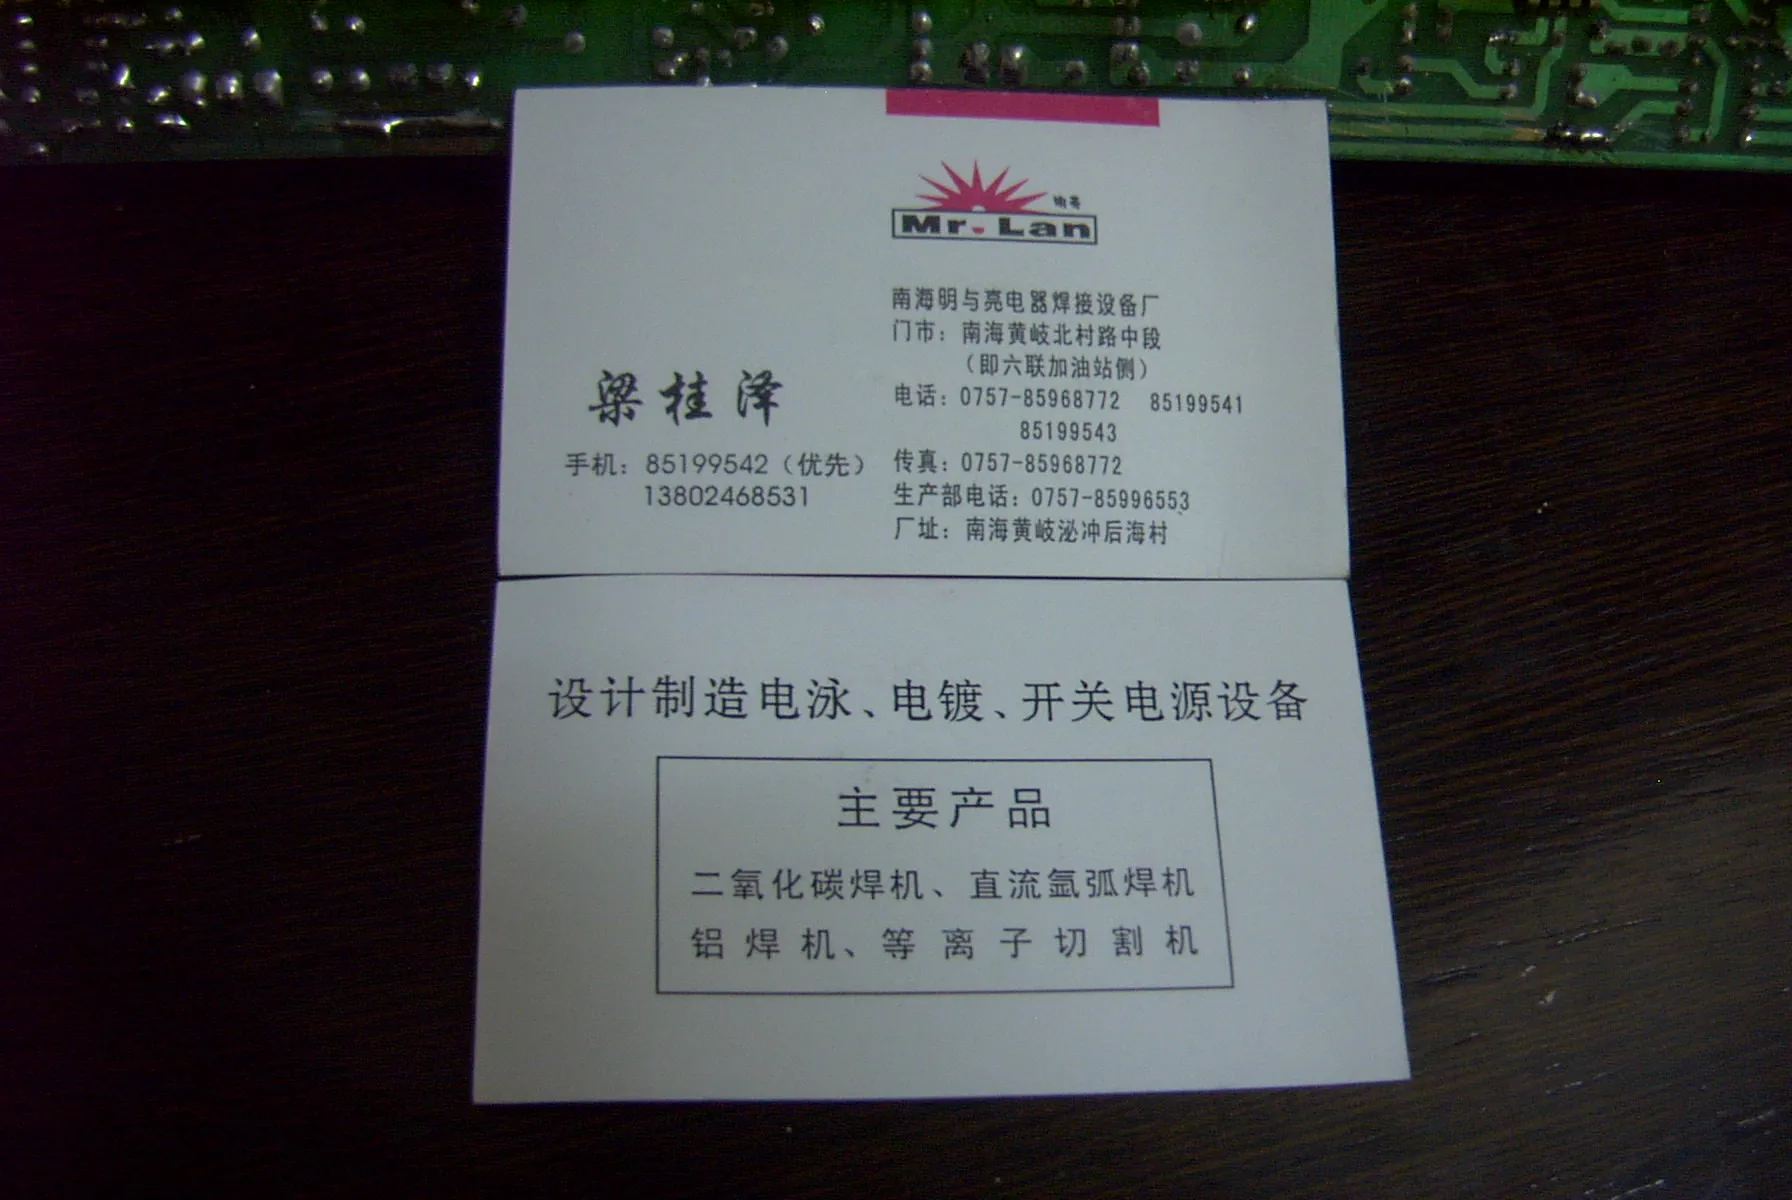 Mr. Lan
梁桂泽
手机：85199542（优先）
13802468531
南海明与亮电器焊接设备厂
门市：南海黄岐北村路中段
（即六联加油站侧）
电话：0757-85968772 85199541
85199543
传真：0757-85968772
生产部电话：0757-85996553
厂址：南海黄岐泌冲后海村
设计制造电泳、电镀、开关电源设备
主要产品
二氧化碳焊机、直流氩弧焊机
铝焊机、等离子切割机